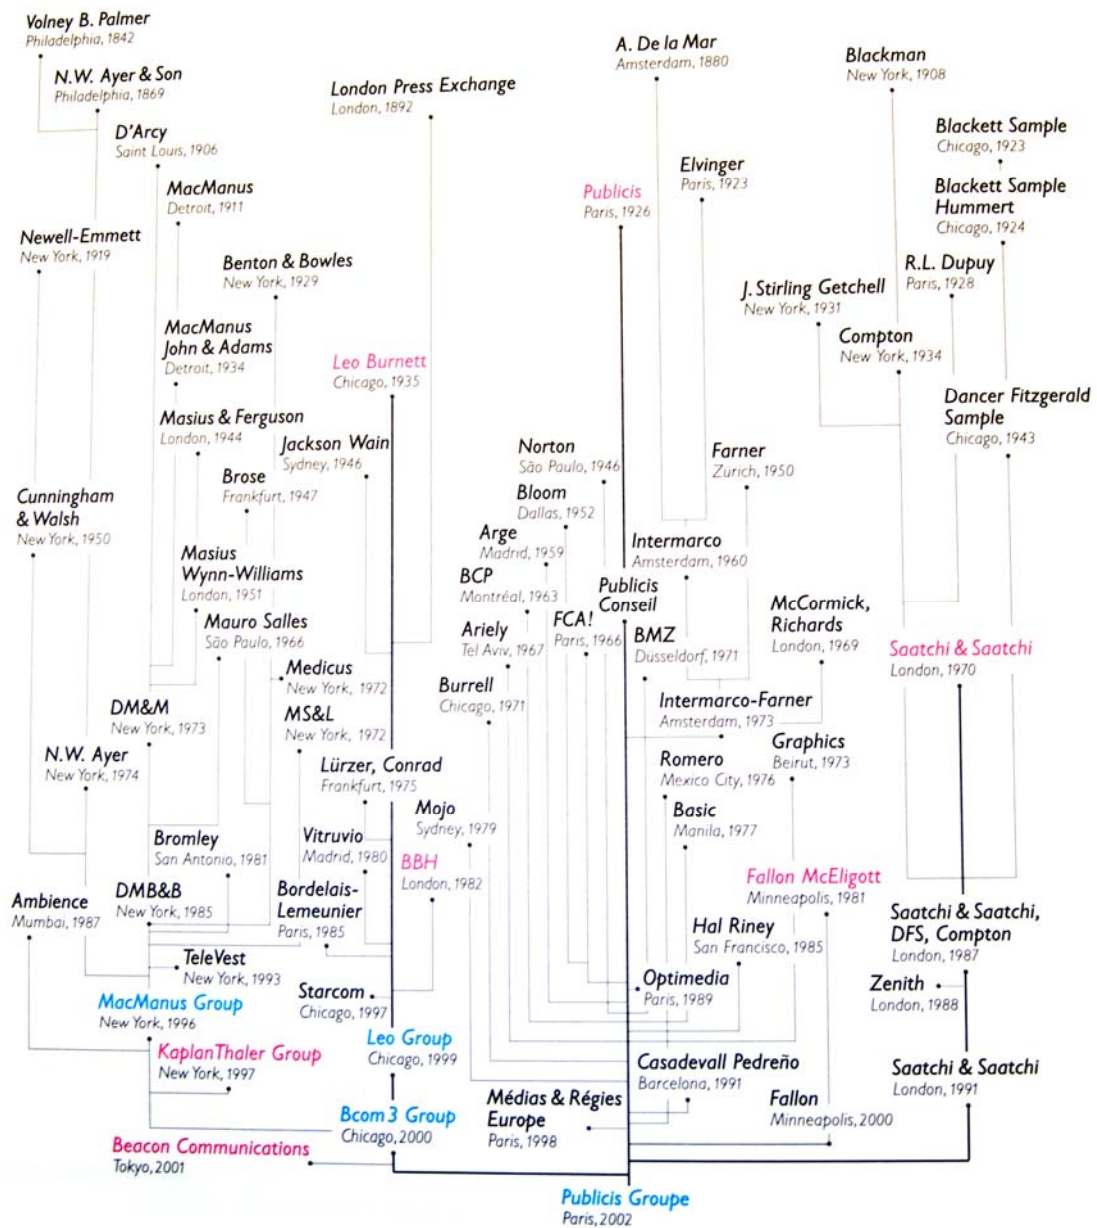 Volney B. Palmer
Philadelphia, 1842
N.W. Ayer & Son
Philadelphia, 1869
D'Arcy
Saint Louis, 1906
MacManus
Detroit, 1911
Newell-Emmett
New York, 1919
Benton & Bowles
New York, 1929
MacManus
John & Adams
Detroit, 1934
Masius & Ferguson
London, 1944
Brose
Frankfurt, 1947
Cunningham
& Walsh
New York, 1950
Masius
Wynn-Williams
London, 1951
Mauro Salles
São Paulo, 1966
Medicus
New York, 1972
DM&M
New York, 1973
MS&L
New York, 1972
N.W. Ayer
New York, 1974
Bromley
San Antonio, 1981
DMB&B
New York, 1985
Ambience
Mumbai, 1987
TeleVest
New York, 1993
MacManus Group
New York, 1996
KaplanThaler Group
New York, 1997
London Press Exchange
London, 1892
Leo Burnett
Chicago, 1935
Jackson Wain
Sydney, 1946
Lürzer, Conrad
Frankfurt, 1975
Vitruvio
Madrid, 1980
BBH
London, 1982
Bordelais-
Lemeunier
Paris, 1985
Starcom
Chicago, 1997
Leo Group
Chicago, 1999
Bcom3 Group
Chicago, 2000
Beacon Communications
Tokyo, 2001
A. De la Mar
Amsterdam, 1880
Elvinger
Paris, 1923
Publicis
Paris, 1926
Norton
São Paulo, 1946
Bloom
Dallas, 1952
Arge
Madrid, 1959
BCP
Montréal, 1963
Ariely
Tel Aviv, 1967
Burrell
Chicago, 1971
Mojo
Sydney, 1979
FCA!
Paris, 1966
Publicis
Conseil
Farner
Zürich, 1950
Intermarco
Amsterdam, 1960
BMZ
Düsseldorf, 1971
McCormick,
Richards
London, 1969
Intermarco-Farner
Amsterdam, 1973
Graphics
Beirut, 1973
Romero
Mexico City, 1976
Basic
Manila, 1977
Fallon McEligott
Minneapolis, 1981
Hal Riney
San Francisco, 1985
Optimedia
Paris, 1989
Casadevall Pedreño
Barcelona, 1991
Médias & Régies
Europe
Paris, 1998
Fallon
Minneapolis, 2000
Blackman
New York, 1908
Blackett Sample
Chicago, 1923
Blackett Sample
Hummert
Chicago, 1924
R.L. Dupuy
Paris, 1928
J. Stirling Getchell
New York, 1931
Compton
New York, 1934
Dancer Fitzgerald
Sample
Chicago, 1943
Saatchi & Saatchi
London, 1970
Saatchi & Saatchi,
DFS, Compton
London, 1987
Zenith
London, 1988
Saatchi & Saatchi
London, 1991
Publicis Groupe
Paris, 2002